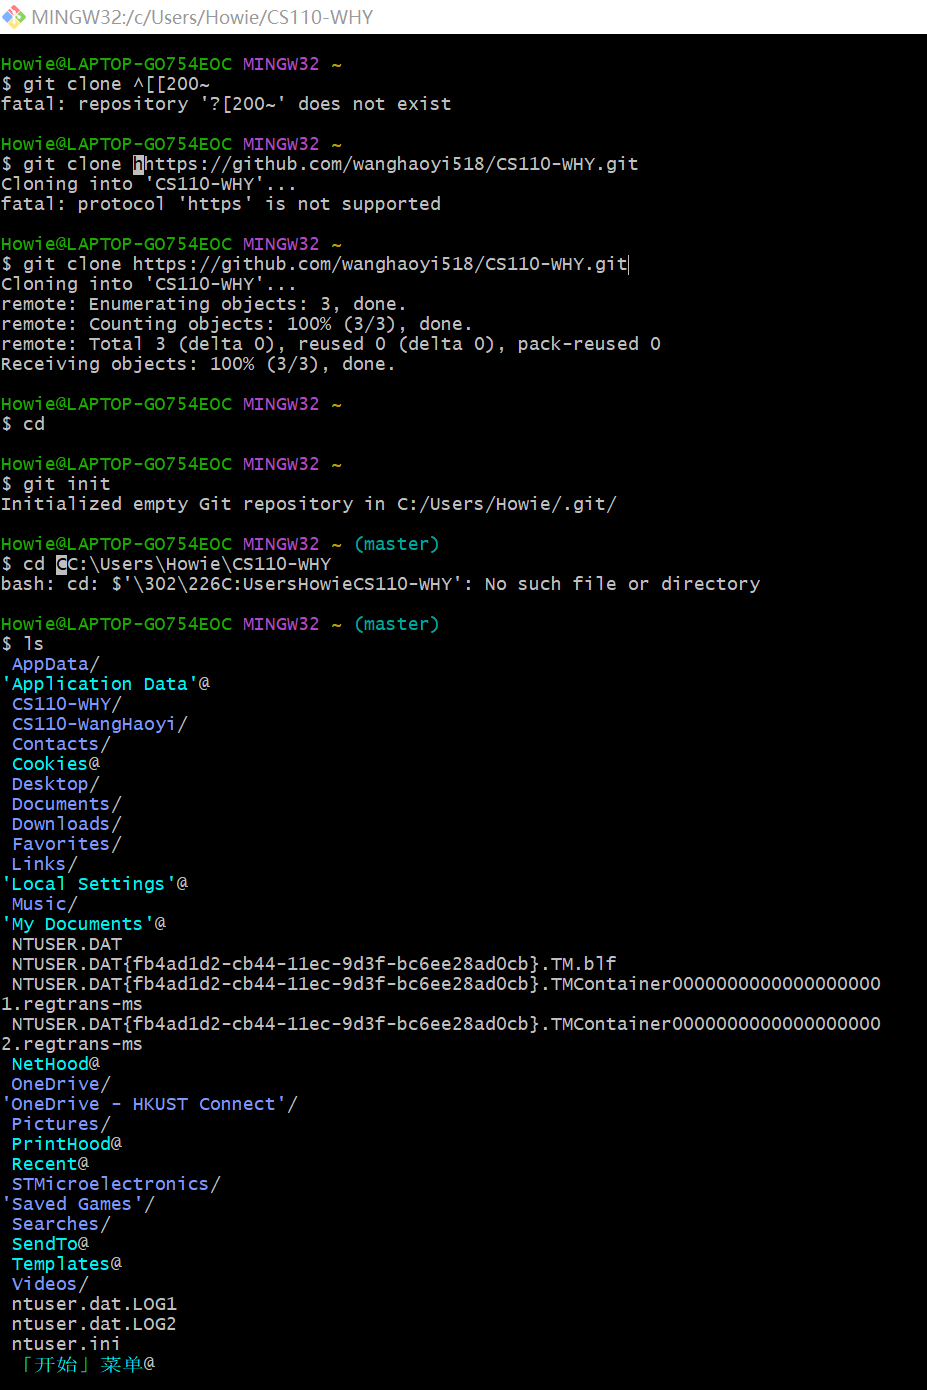 MINGW32:/c/Users/Howie/CS110-WHY
Howie@LAPTOP-GO754EOC MINGW32 ~
$ git clone ^[[200~
fatal: repository '?[200~' does not exist
Howie@LAPTOP-GO754EOC MINGW32 ~
$ git clone hhttps://github.com/wanghaoyi518/CS110-WHY.git
Cloning into 'CS110-WHY'...
fatal: protocol 'https' is not supported
Howie@LAPTOP-GO754EOC MINGW32 ~
$ git clone https://github.com/wanghaoyi518/CS110-WHY.git
Cloning into 'CS110-WHY'...
remote: Enumerating objects: 3, done.
remote: Counting objects: 100% (3/3), done.
remote: Total 3 (delta 0), reused 0 (delta 0), pack-reused 0
Receiving objects: 100% (3/3), done.
Howie@LAPTOP-GO754EOC MINGW32 ~
$ cd
Howie@LAPTOP-GO754EOC MINGW32 ~
$ git init
Initialized empty Git repository in C:/Users/Howie/.git/
Howie@LAPTOP-GO754EOC MINGW32 ~ (master)
$ cd CC:\Users\Howie\CS110-WHY
bash: cd: $'\302\226C:UsersHowieCS110-WHY': No such file or directory
Howie@LAPTOP-GO754EOC MINGW32 ~ (master)
$ ls
AppData/
'Application Data'@
CS110-WHY/
CS110-WangHaoyi/
Contacts/
Cookies@
Desktop/
Documents/
Downloads/
Favorites/
Links/
'Local Settings'@
Music/
'My Documents'@
NTUSER.DAT
NTUSER.DAT{fb4ad1d2-cb44-11ec-9d3f-bc6ee28ad0cb}.TM.blf
NTUSER.DAT{fb4ad1d2-cb44-11ec-9d3f-bc6ee28ad0cb}.TMContainer0000000000000000000
1.regtrans-ms
NTUSER.DAT{fb4ad1d2-cb44-11ec-9d3f-bc6ee28ad0cb}.TMContainer0000000000000000000
2.regtrans-ms
NetHood@
OneDrive/
'OneDrive - HKUST Connect'/
Pictures/
PrintHood@
Recent@
STMicroelectronics/
'Saved Games'/
Searches/
SendTo@
Templates@
Videos/
ntuser.dat.LOG1
ntuser.dat.LOG2
ntuser.ini
「开始」菜单@